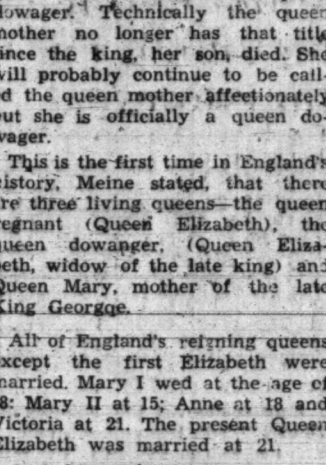 dowager. Technically the queen
mother no longer has that title
since the king, her son, died. She
will probably continue to be call-
ed the queen mother affectionately
but she is officially a queen do-
wager.
This is the first time in England's
history, Meine stated, that there
are three living queens—the queen
regnant (Queen Elizabeth), the
queen dowanger, (Queen Eliza-
beth, widow of the late king) and
Queen Mary, mother of the late
King Georgqe.
All of England's reigning queens
except the first Elizabeth were
married. Mary I wed at the age of
8: Mary II at 15; Anne at 18 and
Victoria at 21. The present Queen
Elizabeth was married at 21.